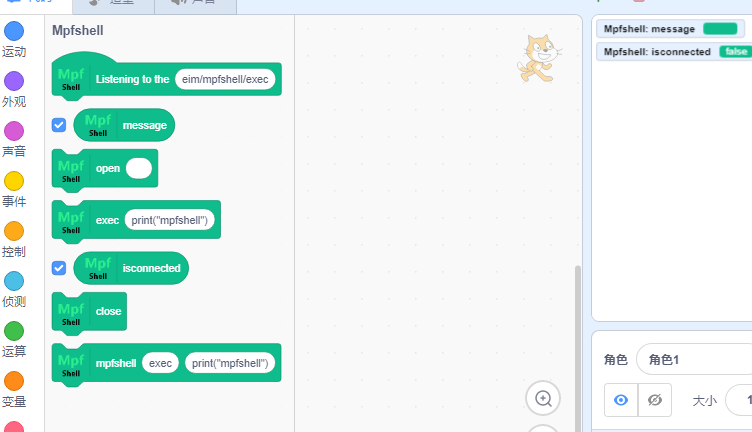 Mpfshell
运动
外观
声音
事件
控制
侦测
运算
变量
Mpf Shell Listening to the eim/mpfshell/exec
Mpf Shell message
Mpf Shell open
Mpf Shell exec print("mpfshell")
Mpf Shell isconnected
Mpf Shell close
Mpf Shell mpfshell exec print("mpfshell")
Mpfshell: message
Mpfshell: isconnected false
角色 角色1
大小 1